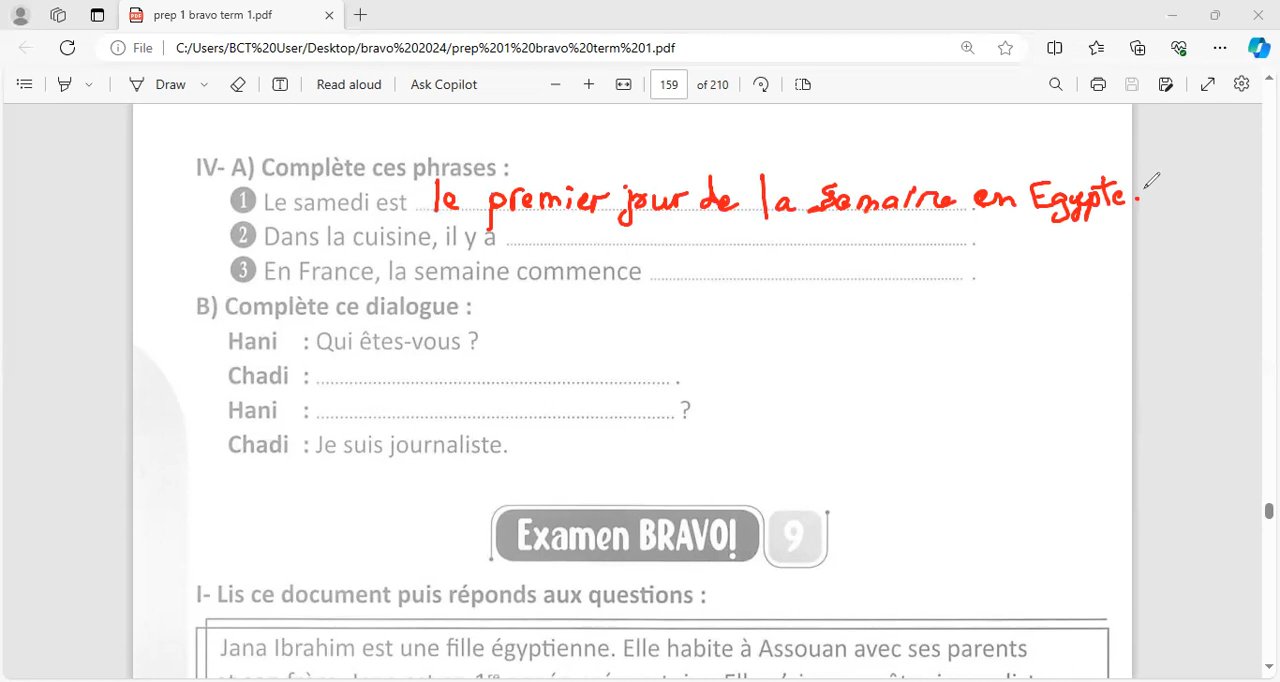 prep 1 bravo term 1.pdf
File C:/Users/BCT%20User/Desktop/bravo%202024/prep%201%20bravo%20term%201.pdf
Draw Read aloud Ask Copilot 159 of 210
IV- A) Complète ces phrases :
1 Le samedi est le premier jour de la semaine en Egypte.
2 Dans la cuisine, il y a .
3 En France, la semaine commence .
B) Complète ce dialogue :
Hani : Qui êtes-vous ?
Chadi : .
Hani : ?
Chadi : Je suis journaliste.
Examen BRAVO! 9
I- Lis ce document puis réponds aux questions :
Jana Ibrahim est une fille égyptienne. Elle habite à Assouan avec ses parents